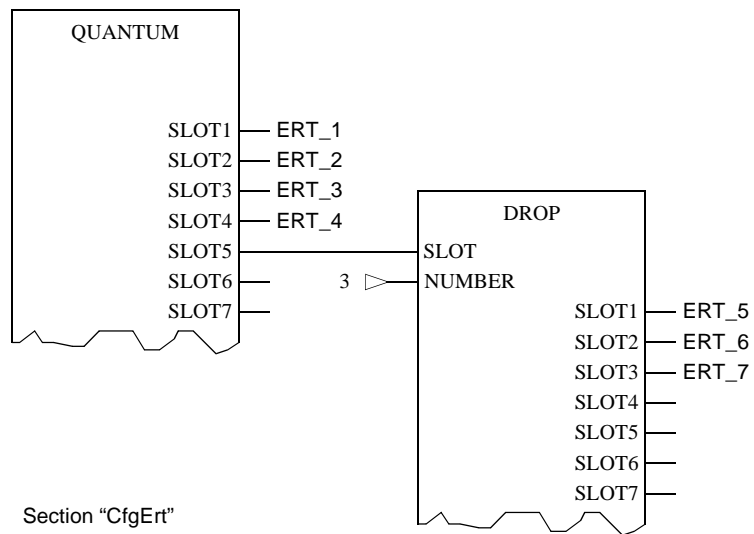 QUANTUM
SLOT1 ERT_1
SLOT2 ERT_2
SLOT3 ERT_3
SLOT4 ERT_4
SLOT5
SLOT6
SLOT7
DROP
SLOT
3 NUMBER
SLOT1 ERT_5
SLOT2 ERT_6
SLOT3 ERT_7
SLOT4
SLOT5
SLOT6
SLOT7
Section “CfgErt”